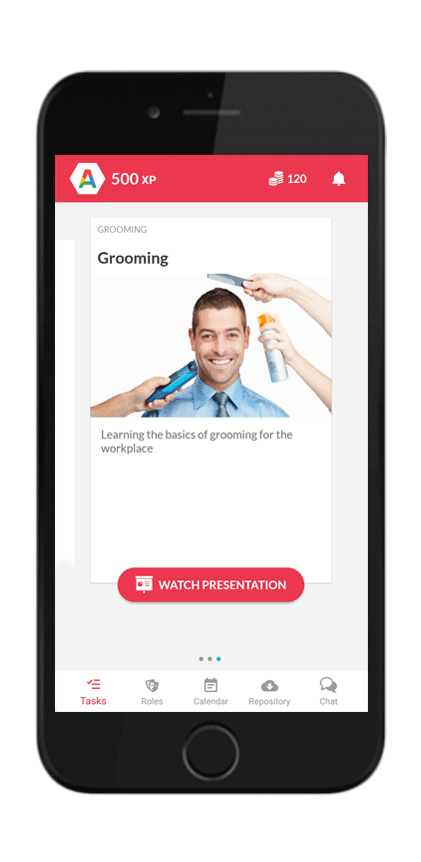 A 500 XP 120
GROOMING
Grooming
Learning the basics of grooming for the
workplace
WATCH PRESENTATION
Tasks Roles Calendar Repository Chat